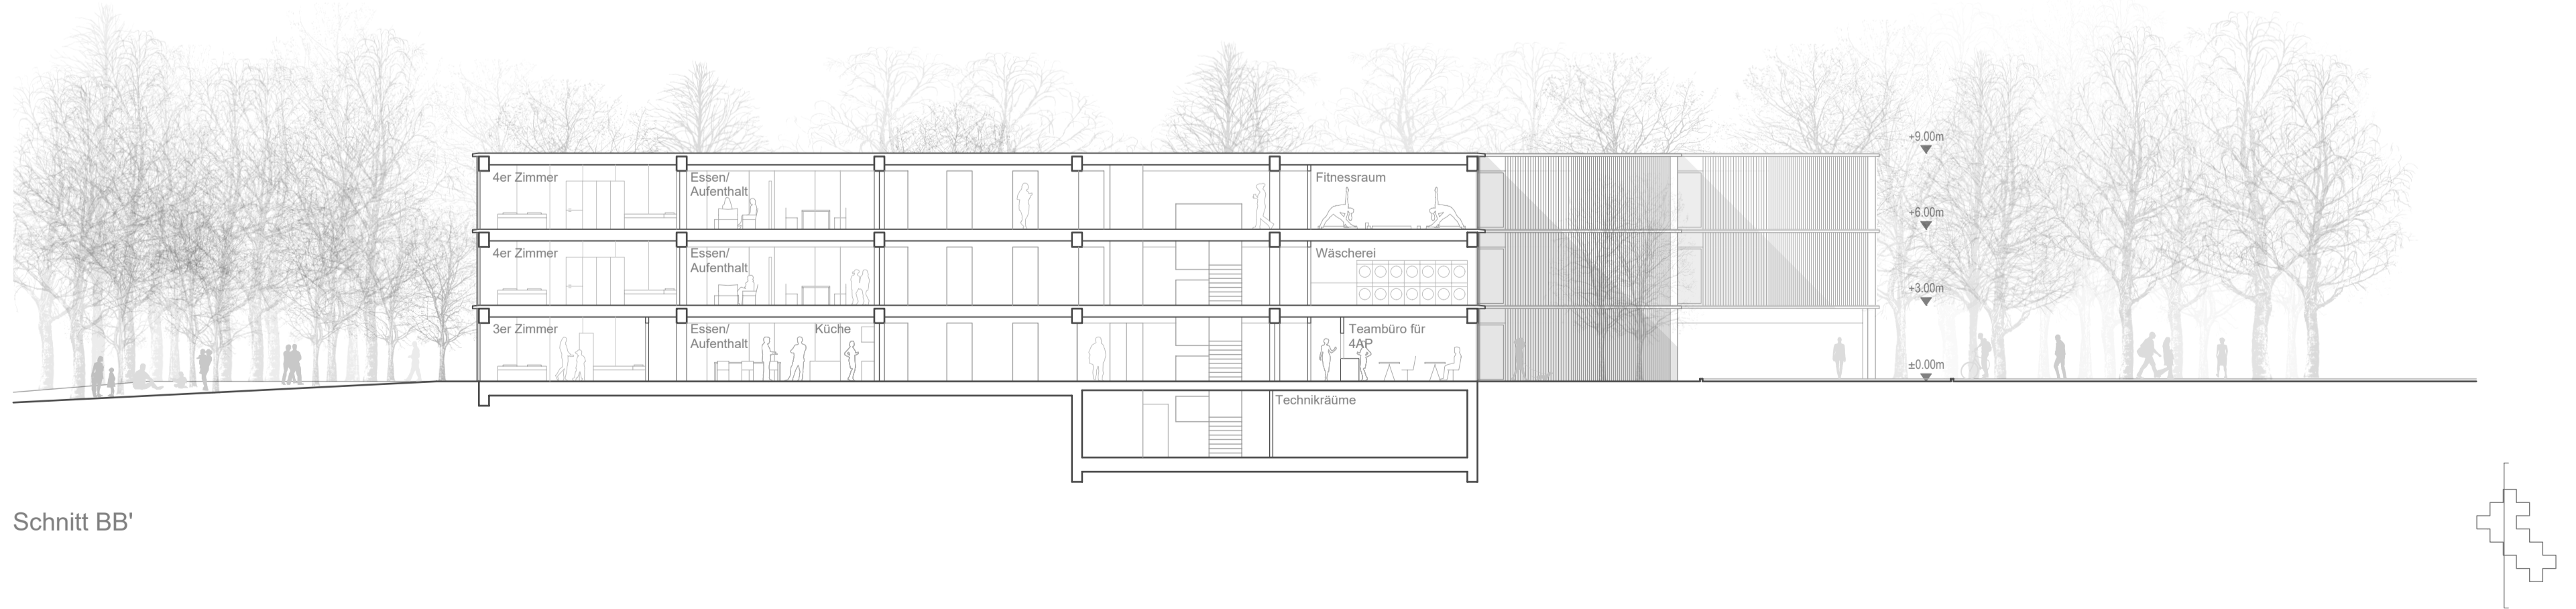 +9.00m
4er Zimmer
Essen/
Aufenthalt
Fitnessraum
+6.00m
4er Zimmer
Essen/
Aufenthalt
Wäscherei
+3.00m
3er Zimmer
Essen/
Aufenthalt
Küche
Teambüro für
4AP
±0.00m
Technikräüme
Schnitt BB'